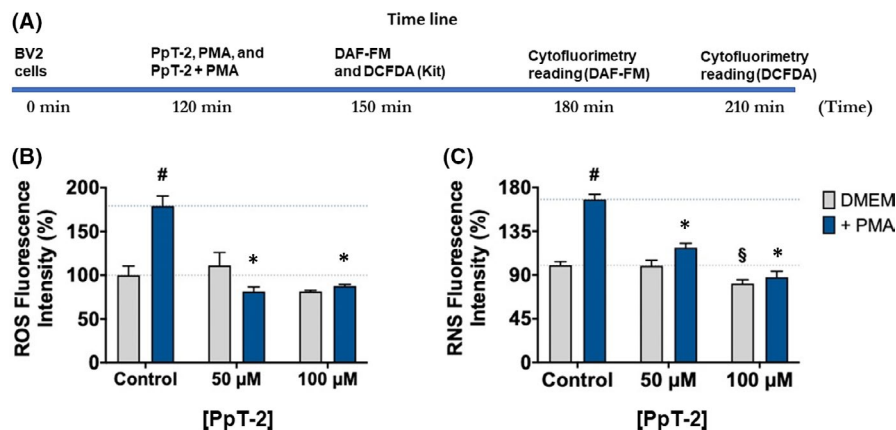 (A)
Time line
BV2 cells
PpT-2, PMA, and PpT-2 + PMA
DAF-FM and DCFDA (Kit)
Cytofluorimetry reading (DAF-FM)
Cytofluorimetry reading (DCFDA)
0 min 120 min 150 min 180 min 210 min (Time)
(B)
ROS Fluorescence
Intensity (%)
200
150
100
50
0
#
*
*
Control 50 µM 100 µM
[PpT-2]
(C)
RNS Fluorescence
Intensity (%)
180
135
90
45
0
#
*
§
*
Control 50 µM 100 µM
[PpT-2]
DMEM
+ PMA